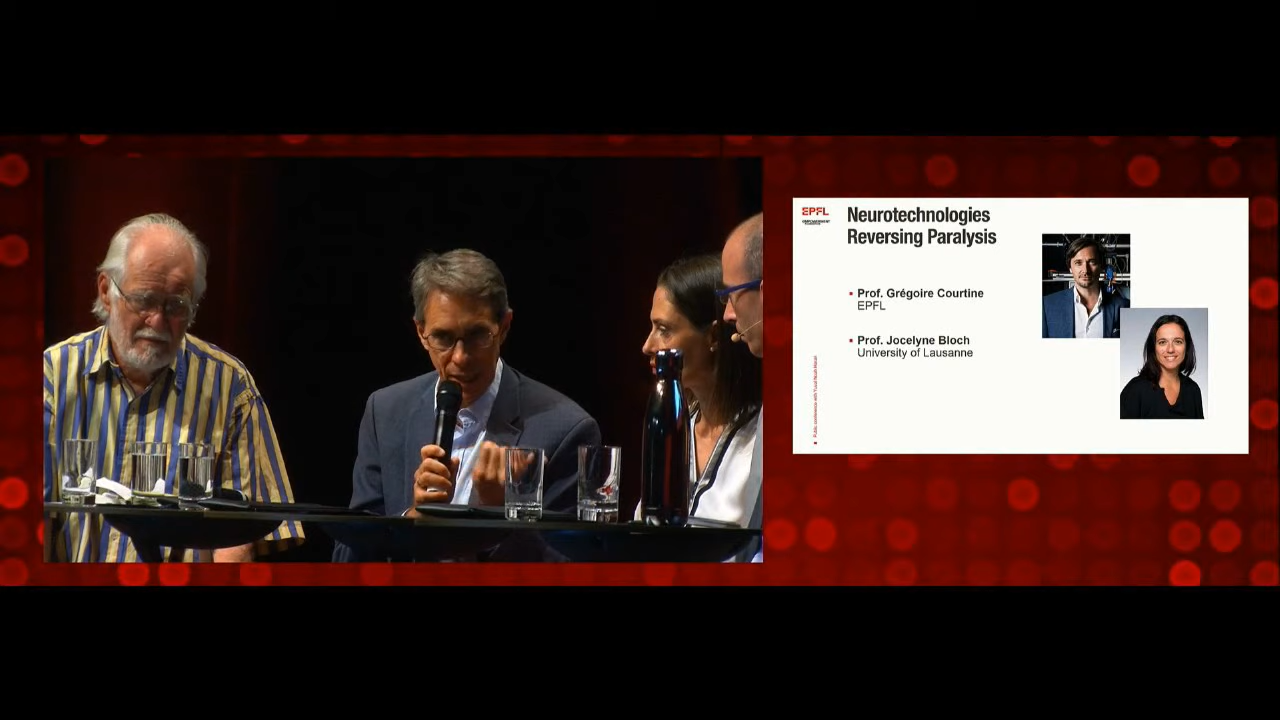 EPFL
Neurotechnologies
Reversing Paralysis
▪ Prof. Grégoire Courtine
EPFL
▪ Prof. Jocelyne Bloch
University of Lausanne